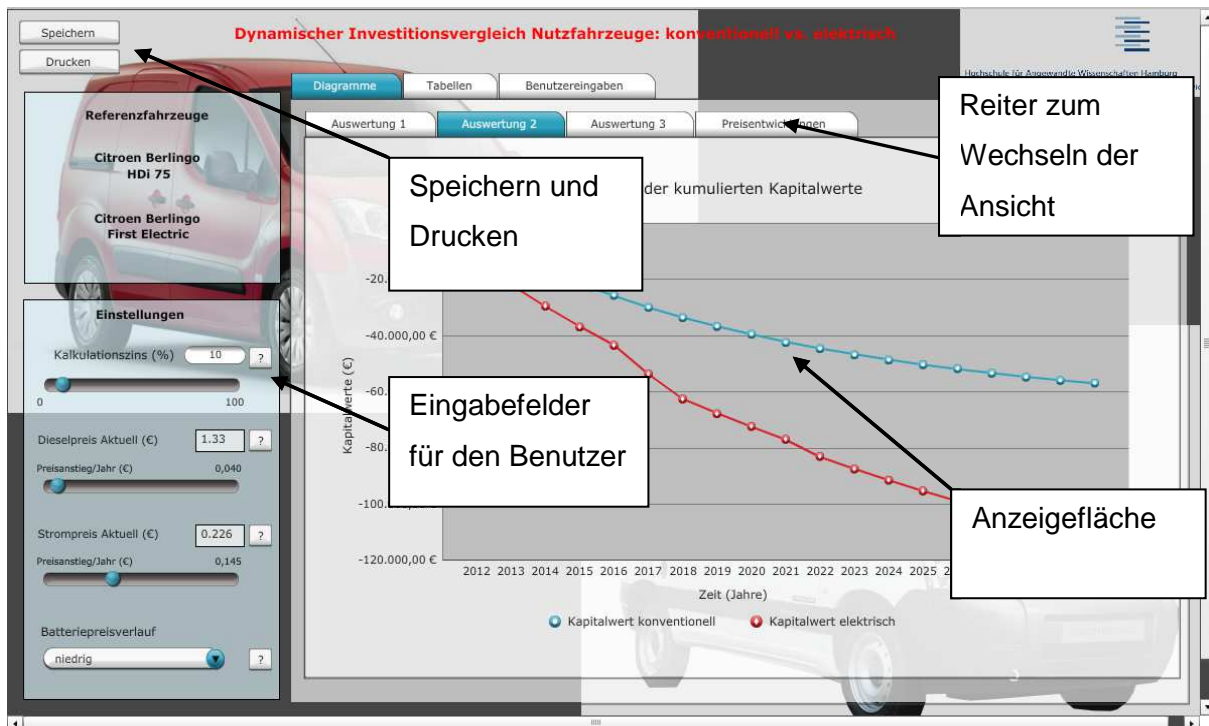 Speichern
Drucken
Dynamischer Investitionsvergleich Nutzfahrzeuge: konventionell vs. elektrisch
Hochschule für Angewandte Wissenschaften Hamburg
Diagramme
Tabellen
Benutzereingaben
Auswertung 1
Auswertung 2
Auswertung 3
Preisentwicklungen
Referenzfahrzeuge
Citroen Berlingo
HDi 75
Citroen Berlingo
First Electric
Einstellungen
Kalkulationszins (%) 10 ?
0 100
Dieselpreis Aktuell (€) 1.33 ?
Preisanstieg/Jahr (€) 0,040
Strompreis Aktuell (€) 0.226 ?
Preisanstieg/Jahr (€) 0,145
Batteriepreisverlauf
niedrig ?
Speichern und
Drucken
Reiter zum
Wechseln der
Ansicht
Eingabefelder
für den Benutzer
Anzeigefläche
der kumulierten Kapitalwerte
Kapitalwerte (€)
-20.
-40.000,00 €
-60.
-80.
-100.
-120.000,00 €
2012 2013 2014 2015 2016 2017 2018 2019 2020 2021 2022 2023 2024 2025
Zeit (Jahre)
Kapitalwert konventionell
Kapitalwert elektrisch